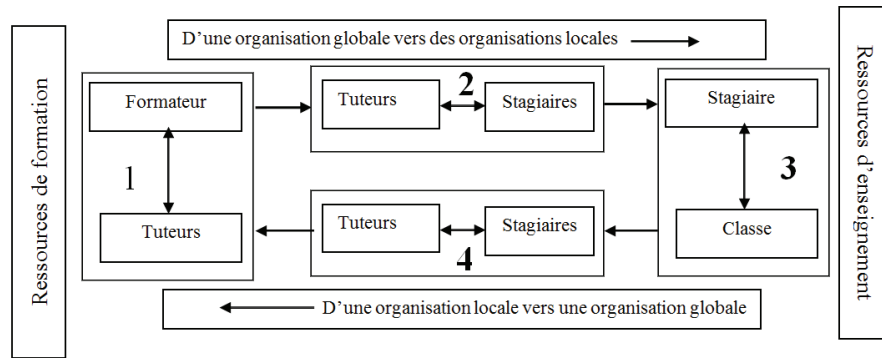 D'une organisation globale vers des organisations locales
Ressources de formation
Formateur
1
Tuteurs
Tuteurs
2
Stagiaires
Stagiaire
3
Classe
Tuteurs
4
Stagiaires
Ressources d'enseignement
D'une organisation locale vers une organisation globale